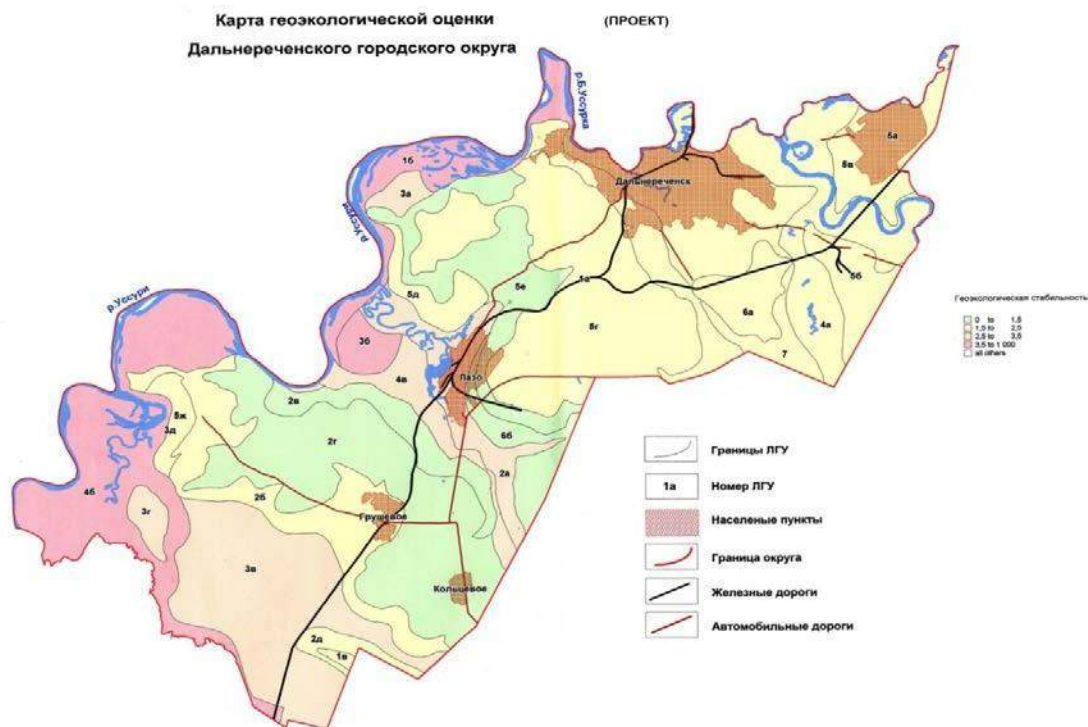 Карта геоэкологической оценки
(ПРОЕКТ)
Дальнереченского городского округа
р.Б.Уссурка
1б
3а
р.Уссури
Дальнереченск
5а
5в
5е
1а
5д
5г
6а
4а
7
3б
4в
Лазо
р.Уссури
2в
2г
6б
2а
5ж
3д
4б
3г
2б
Грушевое
3в
Кольцевое
2д
1в
Геоэкологическая стабильность
0 to 1,5
1,5 to 2,5
2,5 to 3,5
3,5 to 1 000
all others
Границы ЛГУ
1а Номер ЛГУ
Населеные пункты
Граница округа
Железные дороги
Автомобильные дороги